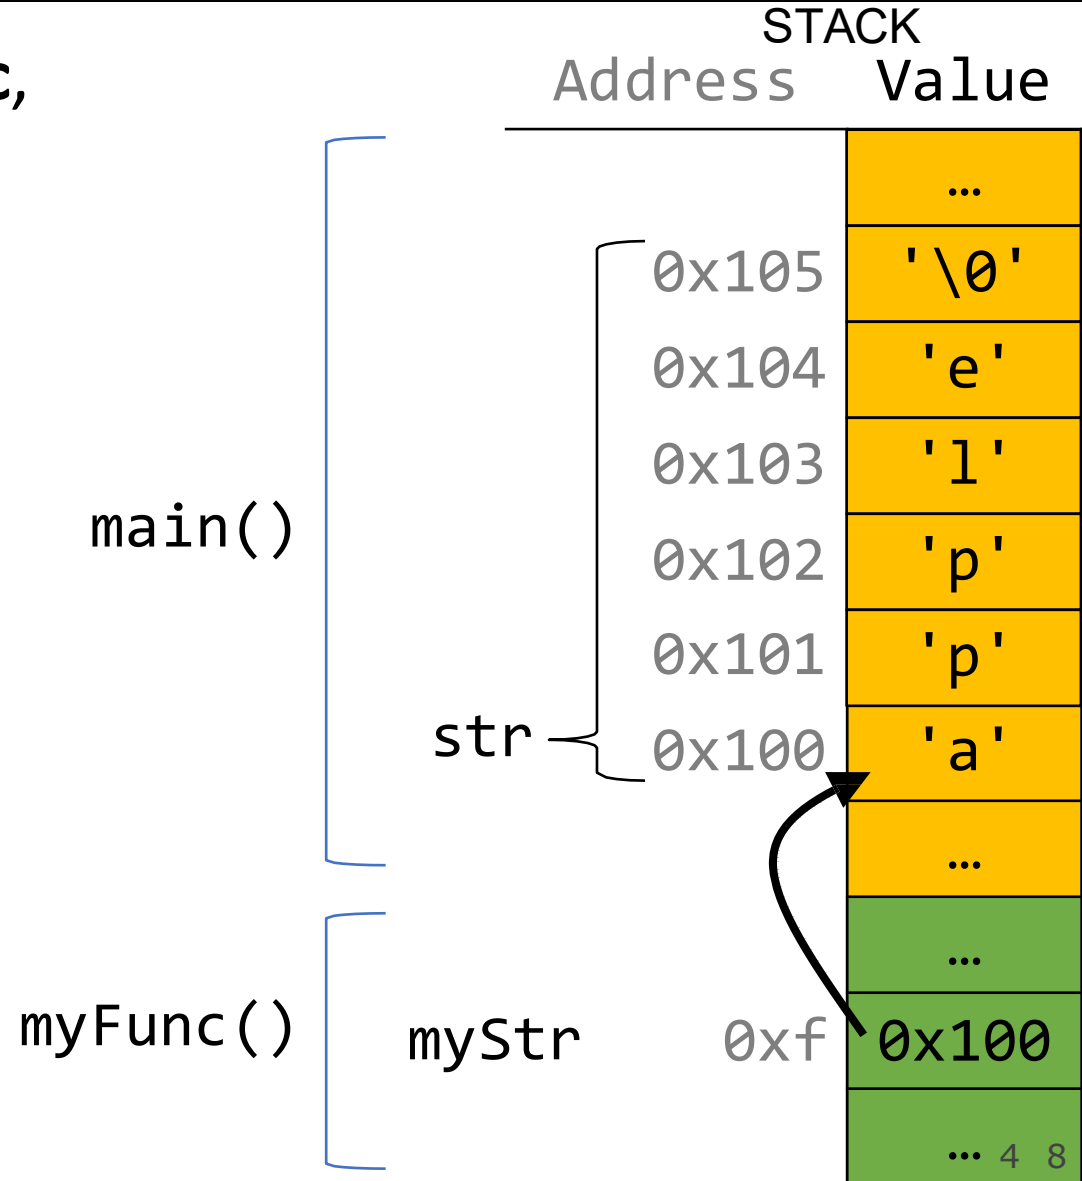 STACK
c,
Address Value
…
0x105 '\0'
0x104 'e'
0x103 'l'
main()
0x102 'p'
0x101 'p'
str 0x100 'a'
…
…
myFunc() myStr 0xf 0x100
… 4 8